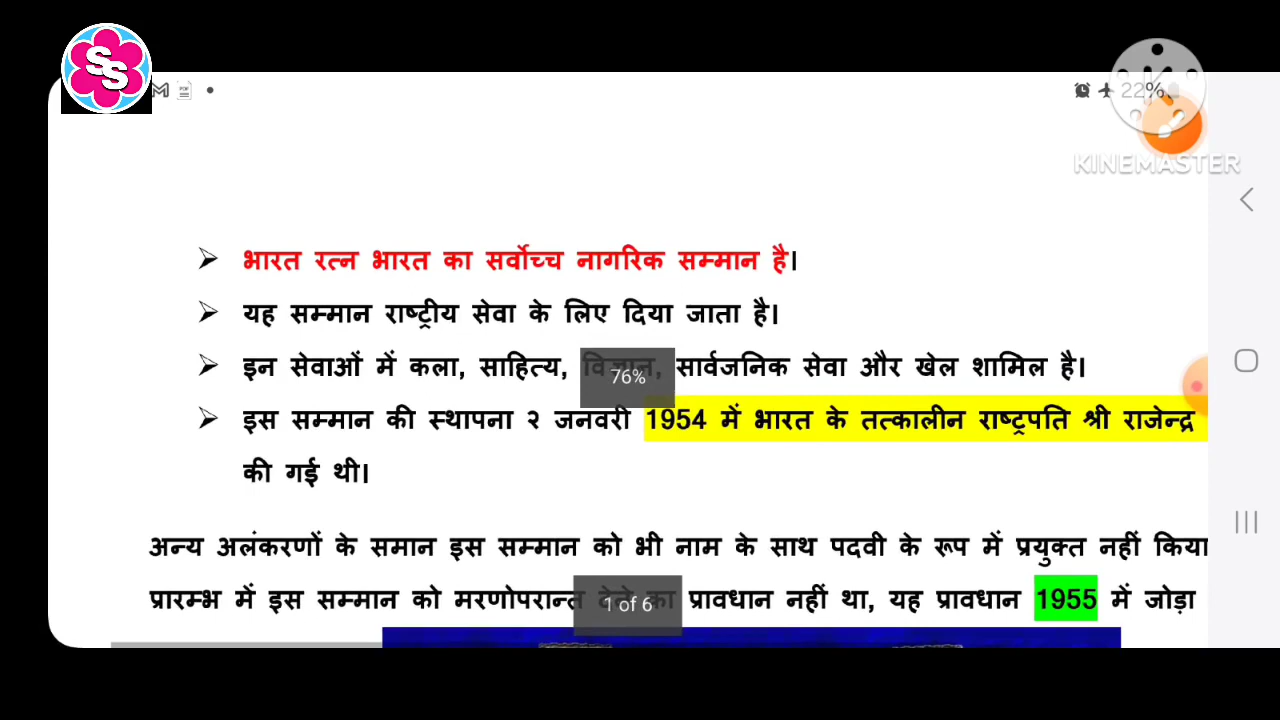 SS
22%
KINEMASTER
भारत रत्न भारत का सर्वोच्च नागरिक सम्मान है।
यह सम्मान राष्ट्रीय सेवा के लिए दिया जाता है।
इन सेवाओं में कला, साहित्य, विज्ञान, सार्वजनिक सेवा और खेल शामिल है।
76%
इस सम्मान की स्थापना २ जनवरी 1954 में भारत के तत्कालीन राष्ट्रपति श्री राजेन्द्र
की गई थी।
अन्य अलंकरणों के समान इस सम्मान को भी नाम के साथ पदवी के रूप में प्रयुक्त नहीं किया
प्रारम्भ में इस सम्मान को मरणोपरान्त देने का प्रावधान नहीं था, यह प्रावधान 1955 में जोड़ा
1 of 6